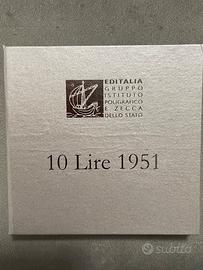 EDITALIA
GRUPPO
ISTITUTO
POLIGRAFICO
E ZECCA
DELLO STATO
10 Lire 1951
subito